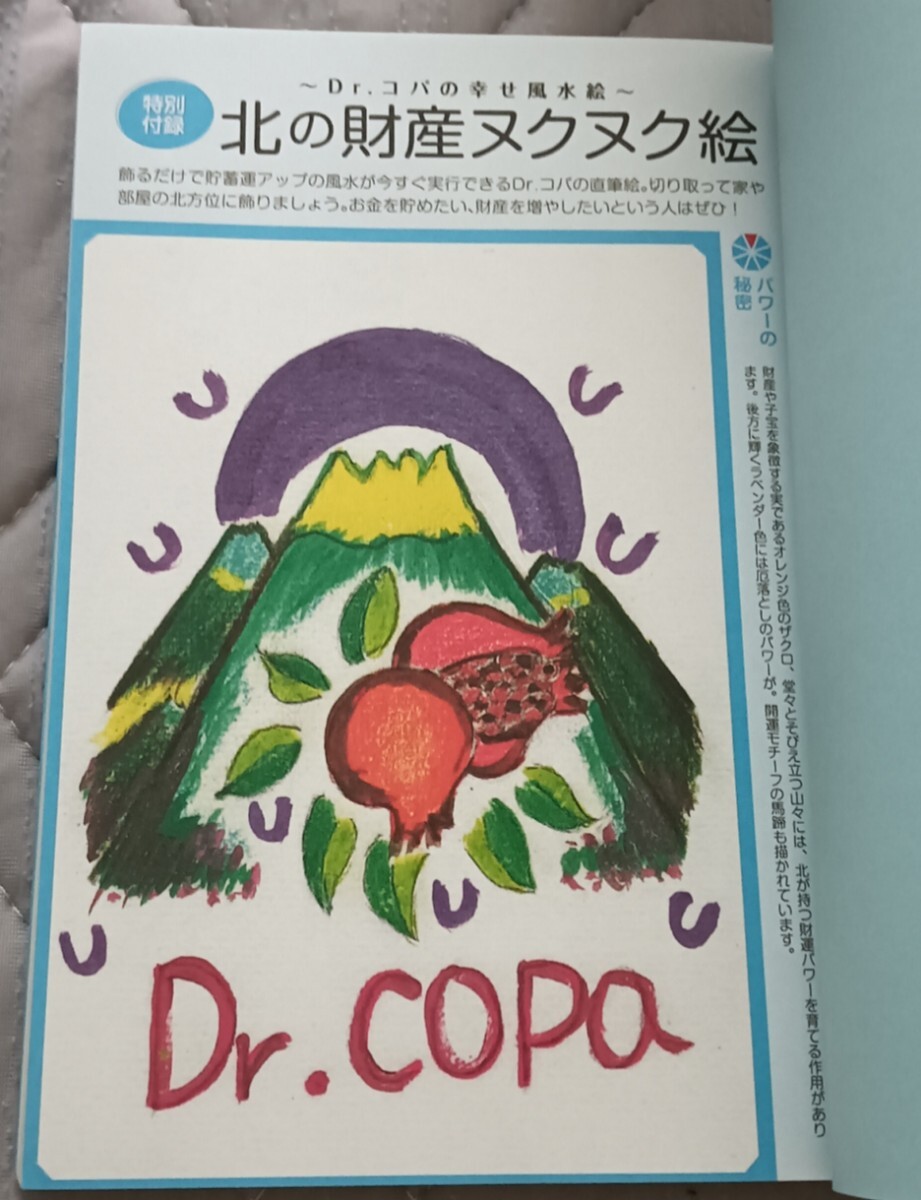 特別
付録
～Dr.コパの幸せ風水絵～
北の財産ヌクヌク絵
飾るだけで貯蓄運アップの風水が今すぐ実行できるDr.コパの直筆絵。切り取って家や
部屋の北方位に飾りましょう。お金を貯めたい、財産を増やしたいという人はぜひ！
パワーの
秘密
財産や子宝を象徴する実であるオレンジ色のザクロ、堂々とそびえ立つ山々には、北が持つ財運パワーを育てる作用があり
ます。後方に輝くラベンダー色には厄落としのパワーが。開運モチーフの馬蹄も描かれています。
Dr.COPA